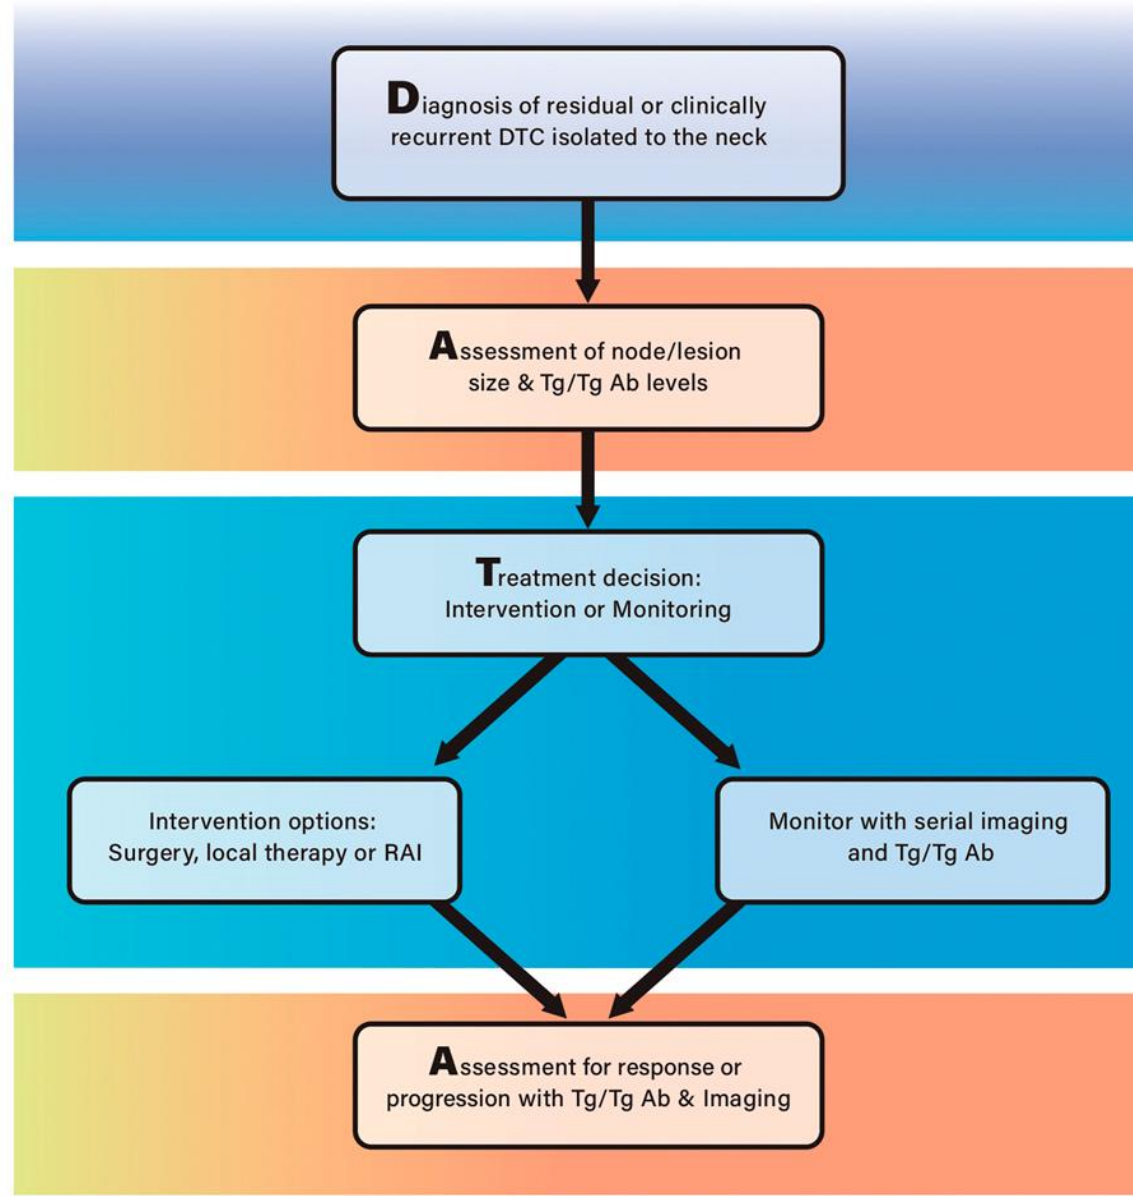 Diagnosis of residual or clinically
recurrent DTC isolated to the neck
Assessment of node/lesion
size & Tg/Tg Ab levels
Treatment decision:
Intervention or Monitoring
Intervention options:
Surgery, local therapy or RAI
Monitor with serial imaging
and Tg/Tg Ab
Assessment for response or
progression with Tg/Tg Ab & Imaging